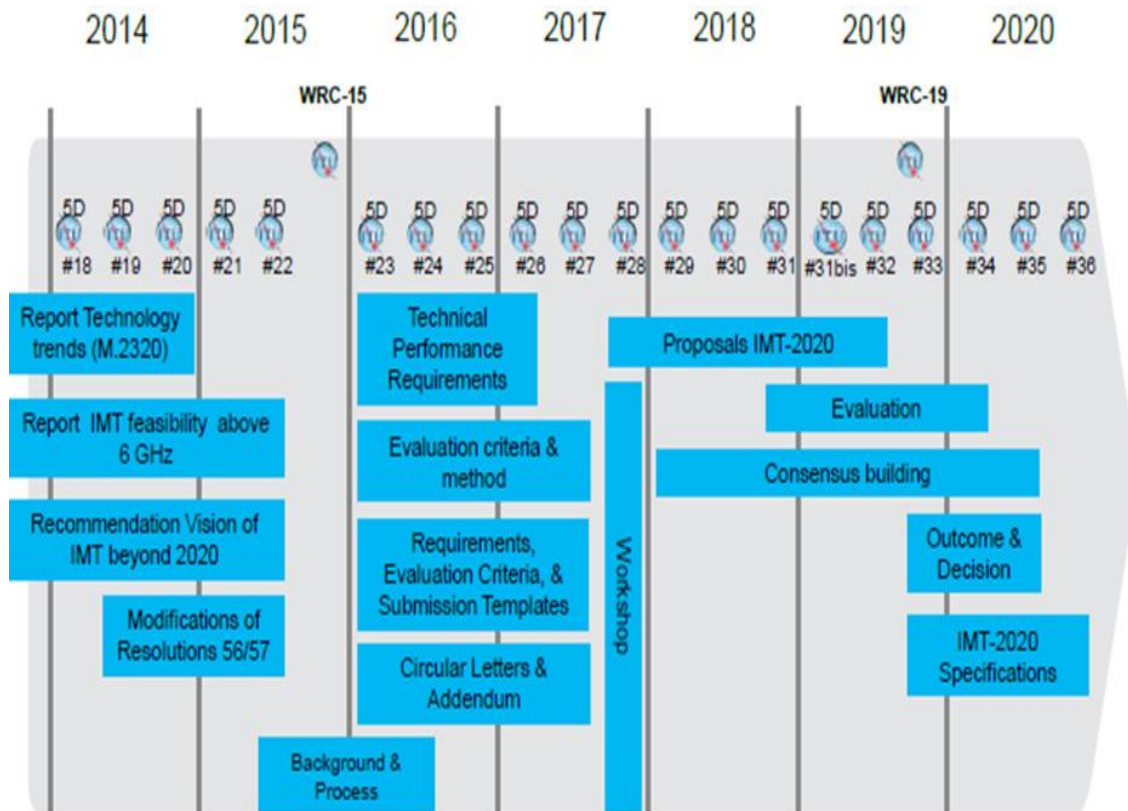 2014 2015 2016 2017 2018 2019 2020
WRC-15 WRC-19
5D 5D 5D 5D 5D 5D 5D 5D 5D 5D 5D 5D 5D 5D 5D 5D 5D 5D 5D 5D
#18 #19 #20 #21 #22 #23 #24 #25 #26 #27 #28 #29 #30 #31 #31bis #32 #33 #34 #35 #36
Report Technology
trends (M.2320)
Report IMT feasibility above
6 GHz
Recommendation Vision of
IMT beyond 2020
Modifications of
Resolutions 56/57
Background &
Process
Technical
Performance
Requirements
Evaluation criteria &
method
Requirements,
Evaluation Criteria, &
Submission Templates
Circular Letters &
Addendum
Workshop
Proposals IMT-2020
Evaluation
Consensus building
Outcome &
Decision
IMT-2020
Specifications